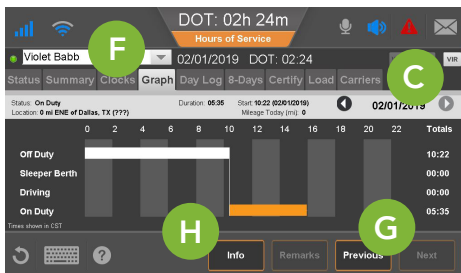 DOT: 02h 24m
Hours of Service
F
Violet Babb
02/01/2019 DOT: 02:24
VIR
C
Status Summary Clocks Graph Day Log 8-Days Certify Load Carriers
Status: On Duty Duration: 05:35 Start: 10:22 (02/01/2019)
Location: 0 mi ENE of Dallas, TX (???) Mileage Today (mi): 0
02/01/2019
0 2 4 6 8 10 12 14 16 18 20 22 Totals
Off Duty 10:22
Sleeper Berth 00:00
Driving 00:00
On Duty 05:35
Times shown in CST
H
G
Info Remarks Previous Next